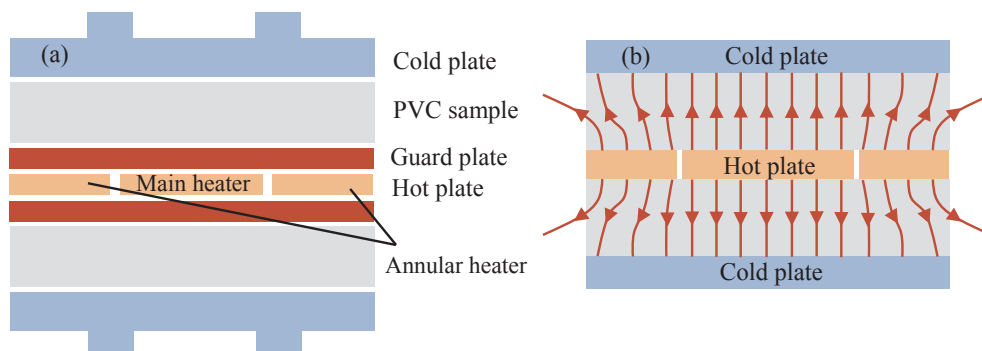 (a)
Cold plate
PVC sample
Guard plate
Main heater
Hot plate
Annular heater
(b)
Cold plate
Hot plate
Cold plate